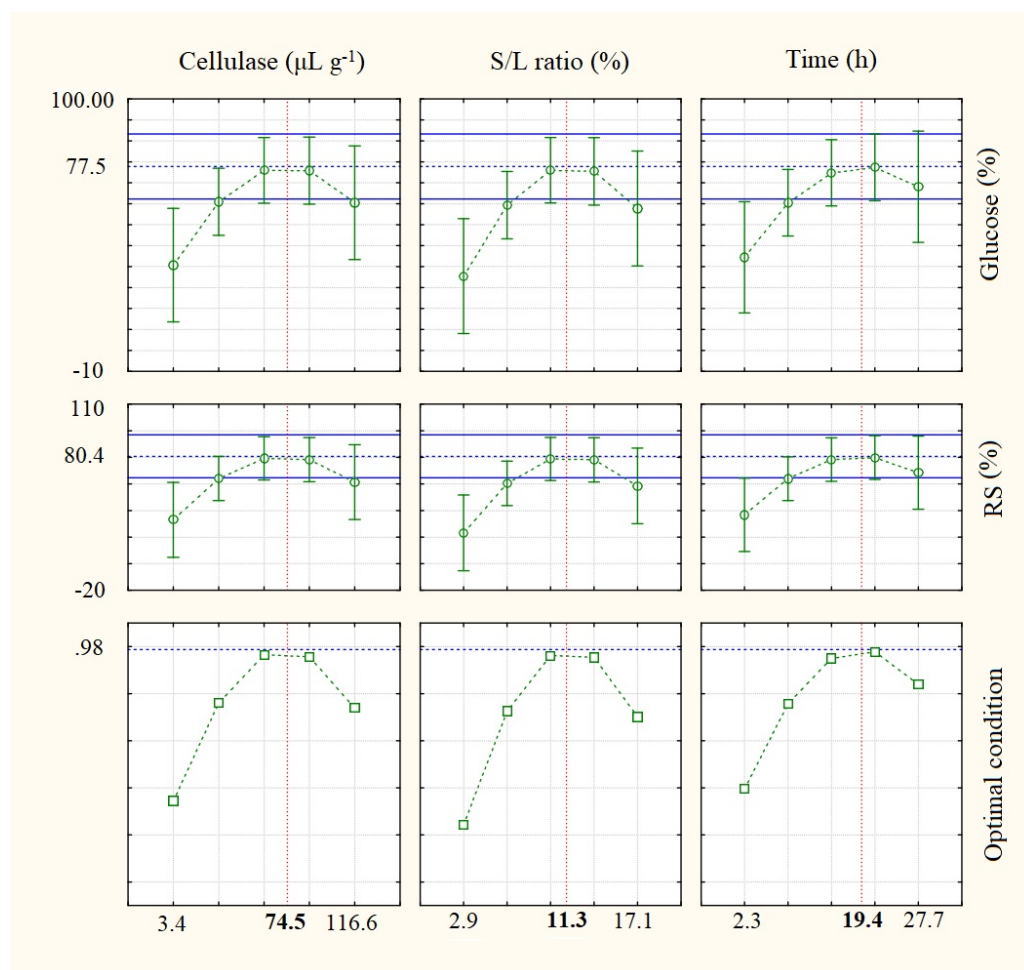 Cellulase (μL g-1) S/L ratio (%) Time (h)
100.00
77.5
-10
Glucose (%)
110
80.4
-20
RS (%)
.98
Optimal condition
3.4 74.5 116.6 2.9 11.3 17.1 2.3 19.4 27.7